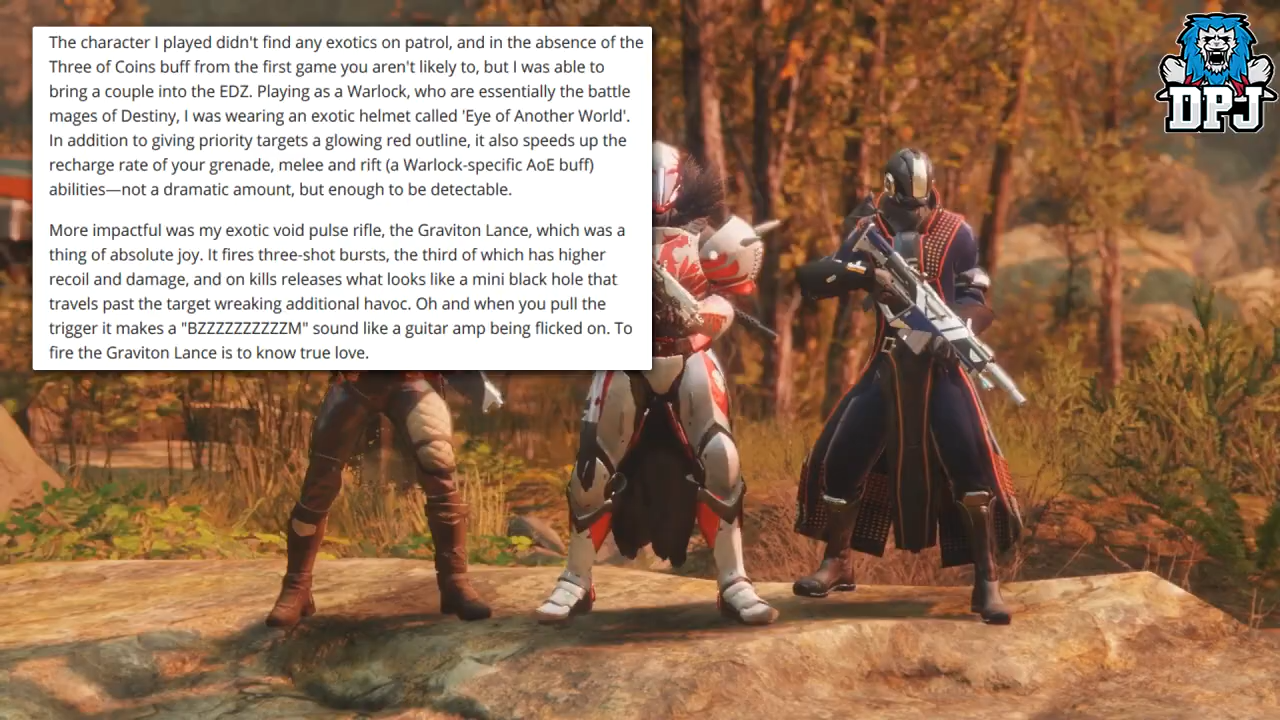 The character I played didn't find any exotics on patrol, and in the absence of the
Three of Coins buff from the first game you aren't likely to, but I was able to
bring a couple into the EDZ. Playing as a Warlock, who are essentially the battle
mages of Destiny, I was wearing an exotic helmet called 'Eye of Another World'.
In addition to giving priority targets a glowing red outline, it also speeds up the
recharge rate of your grenade, melee and rift (a Warlock-specific AoE buff)
abilities—not a dramatic amount, but enough to be detectable.
More impactful was my exotic void pulse rifle, the Graviton Lance, which was a
thing of absolute joy. It fires three-shot bursts, the third of which has higher
recoil and damage, and on kills releases what looks like a mini black hole that
travels past the target wreaking additional havoc. Oh and when you pull the
trigger it makes a "BZZZZZZZZZZM" sound like a guitar amp being flicked on. To
fire the Graviton Lance is to know true love.
DPJ